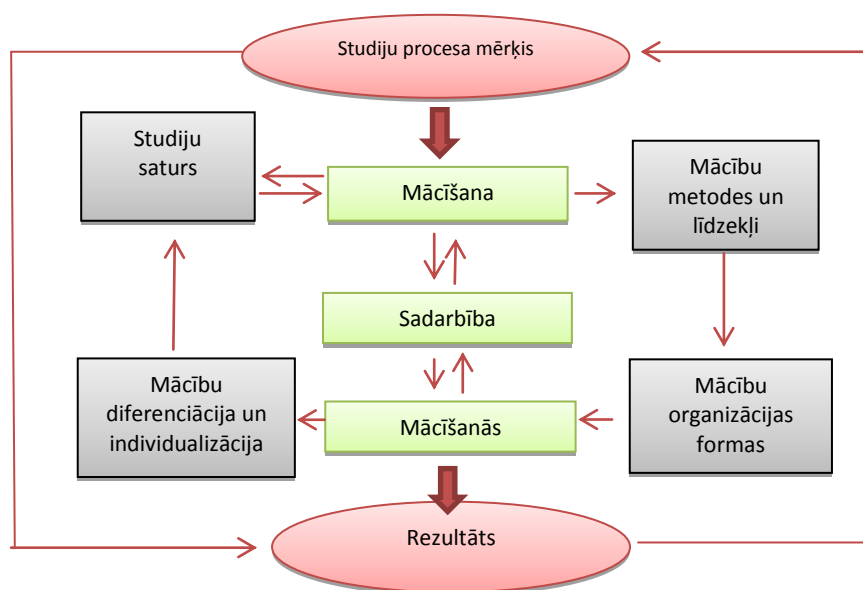 Studiju procesa mērķis
Studiju
saturs
Mācīšana
Mācību
metodes un
līdzekļi
Sadarbība
Mācību
diferenciācija un
individualizācija
Mācīšanās
Mācību
organizācijas
formas
Rezultāts